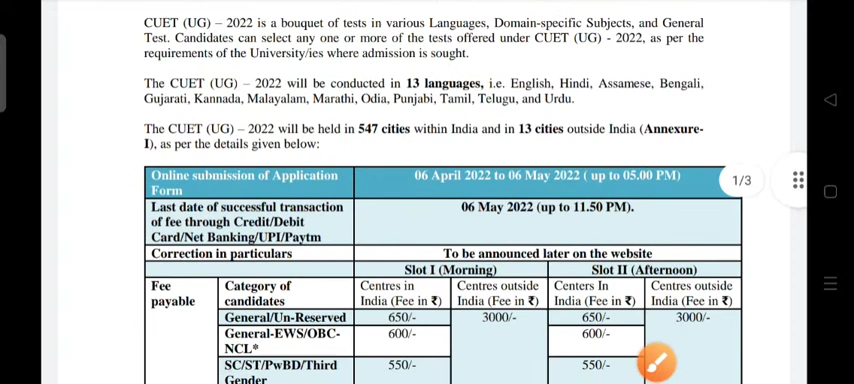 CUET (UG) – 2022 is a bouquet of tests in various Languages, Domain-specific Subjects, and General
Test. Candidates can select any one or more of the tests offered under CUET (UG) - 2022, as per the
requirements of the University/ies where admission is sought.
The CUET (UG) – 2022 will be conducted in 13 languages, i.e. English, Hindi, Assamese, Bengali,
Gujarati, Kannada, Malayalam, Marathi, Odia, Punjabi, Tamil, Telugu, and Urdu.
The CUET (UG) – 2022 will be held in 547 cities within India and in 13 cities outside India (Annexure-
I), as per the details given below:
Online submission of Application 06 April 2022 to 06 May 2022 ( up to 05.00 PM)
Form
1/3
Last date of successful transaction 06 May 2022 (up to 11.50 PM).
of fee through Credit/Debit
Card/Net Banking/UPI/Paytm
Correction in particulars To be announced later on the website
Slot I (Morning) Slot II (Afternoon)
Fee Category of Centres in Centres outside Centers In Centres outside
payable candidates India (Fee in ₹) India (Fee in ₹) India (Fee in ₹) India (Fee in ₹)
General/Un-Reserved 650/- 3000/- 650/- 3000/-
General-EWS/OBC- 600/- 600/-
NCL*
SC/ST/PwBD/Third 550/- 550/-
Gender